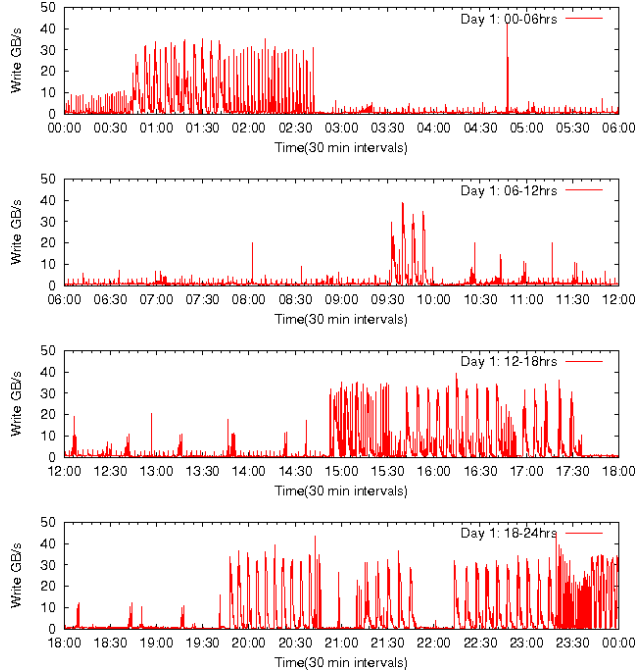 Write GB/s
50
40
30
20
10
0
Day 1: 00-06hrs
00:00 00:30 01:00 01:30 02:00 02:30 03:00 03:30 04:00 04:30 05:00 05:30 06:00
Time(30 min intervals)
Write GB/s
50
40
30
20
10
0
Day 1: 06-12hrs
06:00 06:30 07:00 07:30 08:00 08:30 09:00 09:30 10:00 10:30 11:00 11:30 12:00
Time(30 min intervals)
Write GB/s
50
40
30
20
10
0
Day 1: 12-18hrs
12:00 12:30 13:00 13:30 14:00 14:30 15:00 15:30 16:00 16:30 17:00 17:30 18:00
Time(30 min intervals)
Write GB/s
50
40
30
20
10
0
Day 1: 18-24hrs
18:00 18:30 19:00 19:30 20:00 20:30 21:00 21:30 22:00 22:30 23:00 23:30 00:00
Time(30 min intervals)